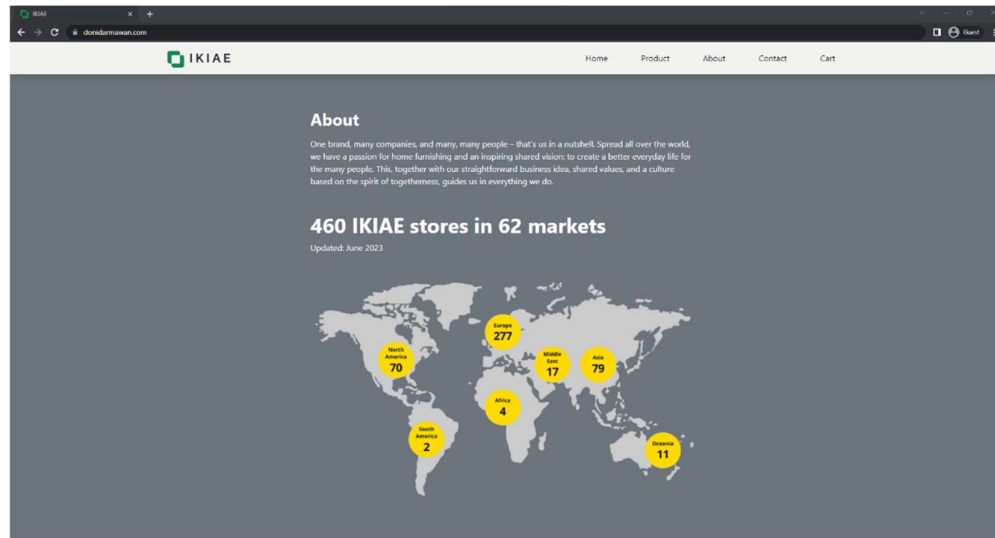 IKIAE
donidarmawan.com
Guest
IKIAE
Home Product About Contact Cart
About
One brand, many companies, and many, many people – that's us in a nutshell. Spread all over the world,
we have a passion for home furnishing and an inspiring shared vision: to create a better everyday life for
the many people. This, together with our straightforward business idea, shared values, and a culture
based on the spirit of togetherness, guides us in everything we do.
460 IKIAE stores in 62 markets
Updated: June 2023
Europe
277
North
America
70
Middle
East
17
Asia
79
Africa
4
South
America
2
Oceania
11